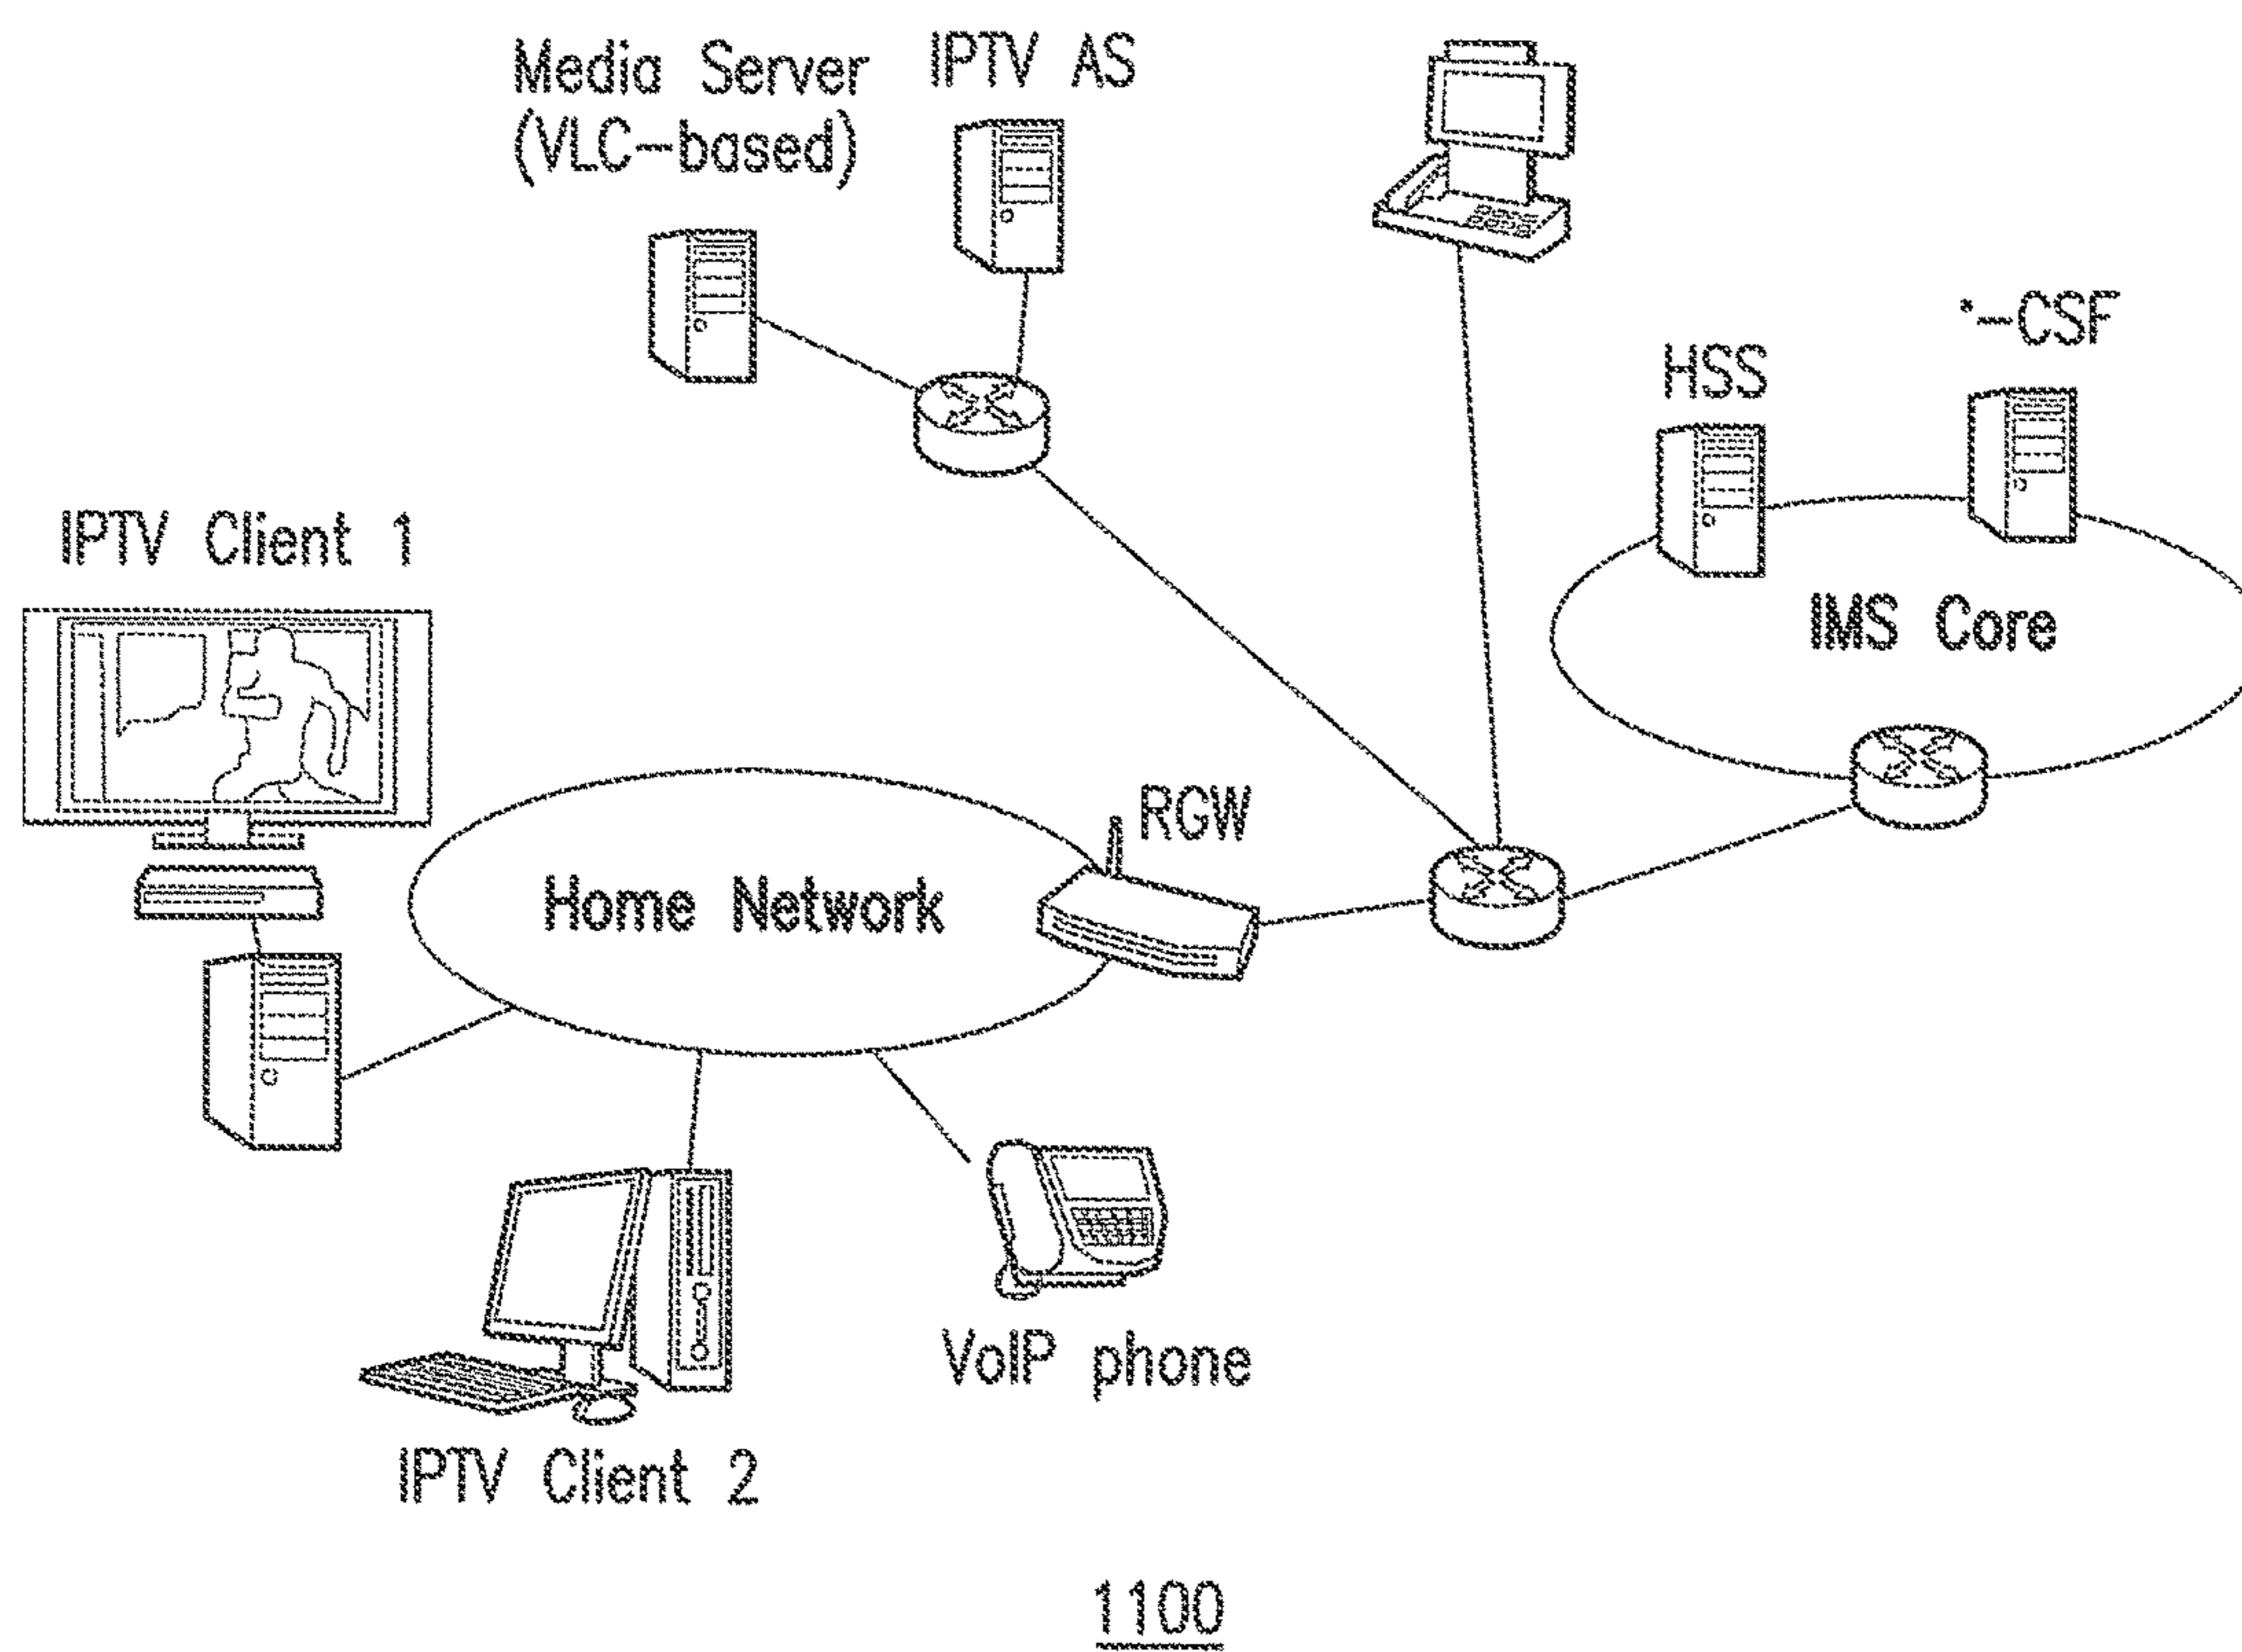 Media Server
(VLC-based)
IPTV AS
*-CSF
HSS
IPTV Client 1
IMS Core
RGW
Home Network
VoIP phone
IPTV Client 2
1100